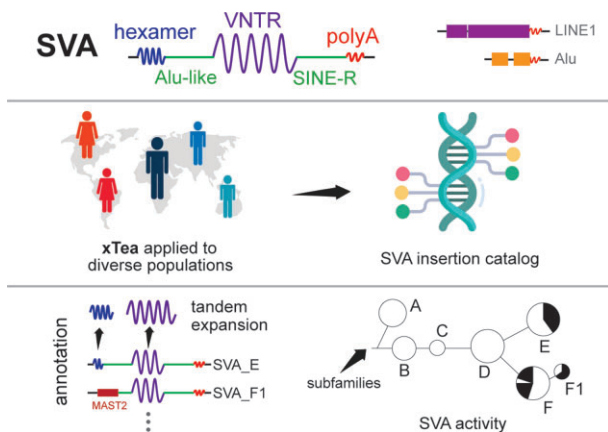 SVA
hexamer
VNTR
polyA
Alu-like
SINE-R
LINE1
Alu
xTea applied to
diverse populations
SVA insertion catalog
annotation
tandem
expansion
SVA_E
SVA_F1
MAST2
subfamilies
A
B
C
D
E
F
F1
SVA activity